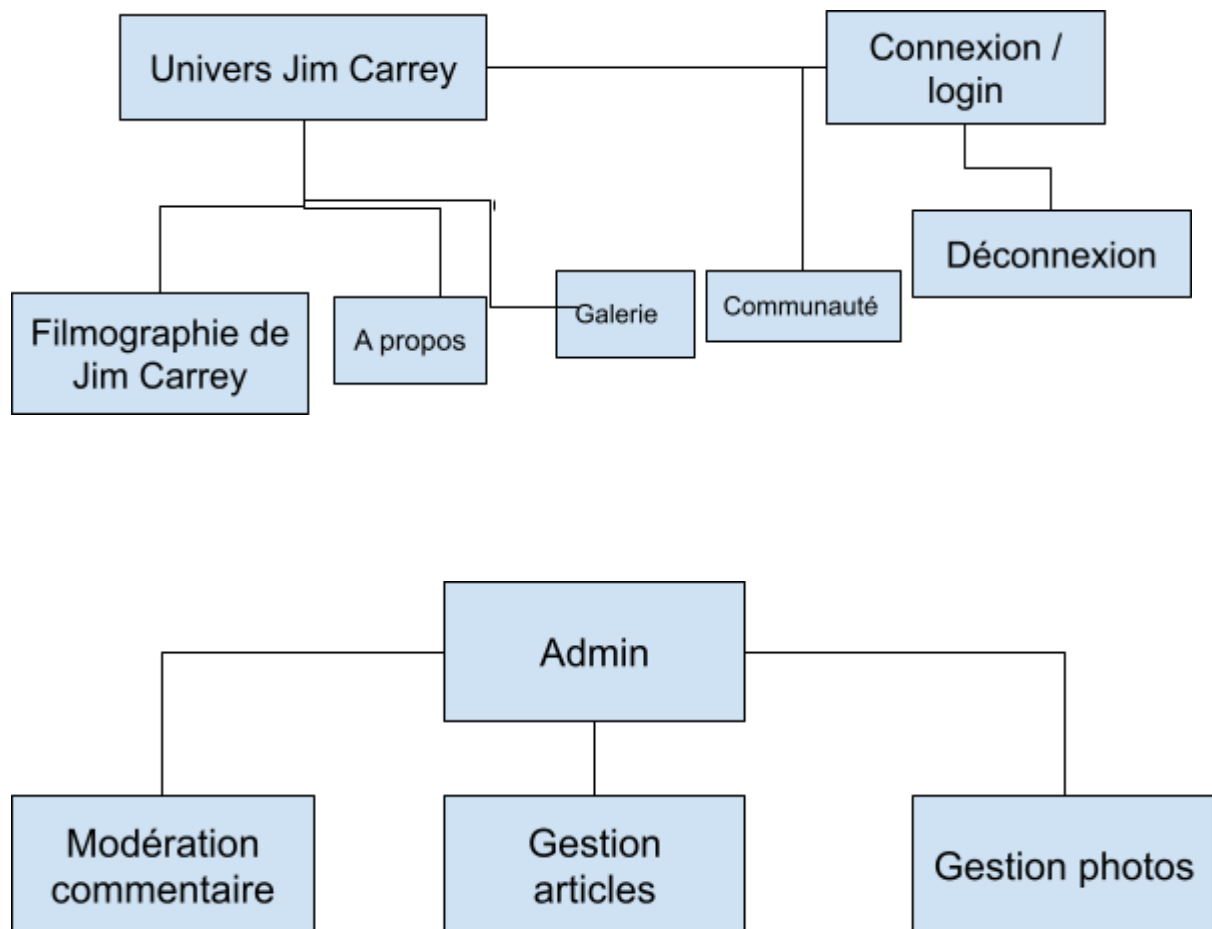 Univers Jim Carrey
Connexion /
login
Déconnexion
Filmographie de
Jim Carrey
A propos
Galerie
Communauté
Admin
Modération
commentaire
Gestion
articles
Gestion photos